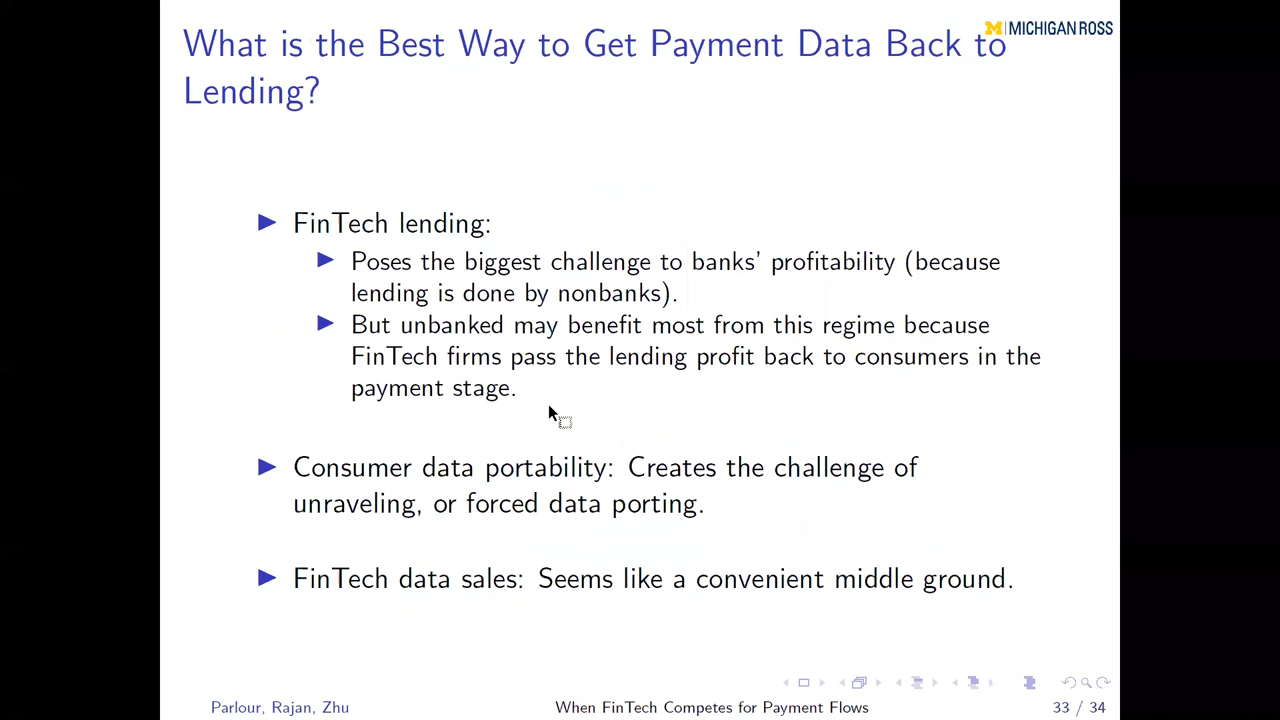 What is the Best Way to Get Payment Data Back to
Lending?
M | MICHIGAN ROSS
FinTech lending:
Poses the biggest challenge to banks' profitability (because
lending is done by nonbanks).
But unbanked may benefit most from this regime because
FinTech firms pass the lending profit back to consumers in the
payment stage.
Consumer data portability: Creates the challenge of
unraveling, or forced data porting.
FinTech data sales: Seems like a convenient middle ground.
Parlour, Rajan, Zhu
When FinTech Competes for Payment Flows
33 / 34